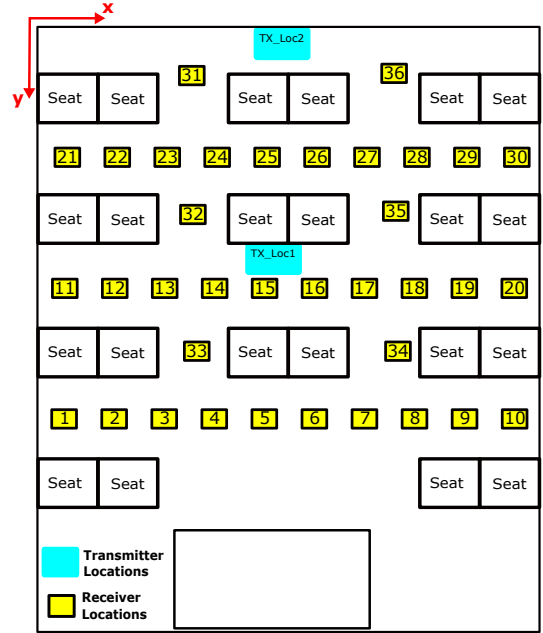 x
y
TX_Loc2
31
36
Seat Seat Seat Seat Seat Seat
21 22 23 24 25 26 27 28 29 30
Seat Seat 32 Seat Seat 35 Seat Seat
TX_Loc1
11 12 13 14 15 16 17 18 19 20
Seat Seat 33 Seat Seat 34 Seat Seat
1 2 3 4 5 6 7 8 9 10
Seat Seat Seat Seat
Transmitter
Locations
Receiver
Locations